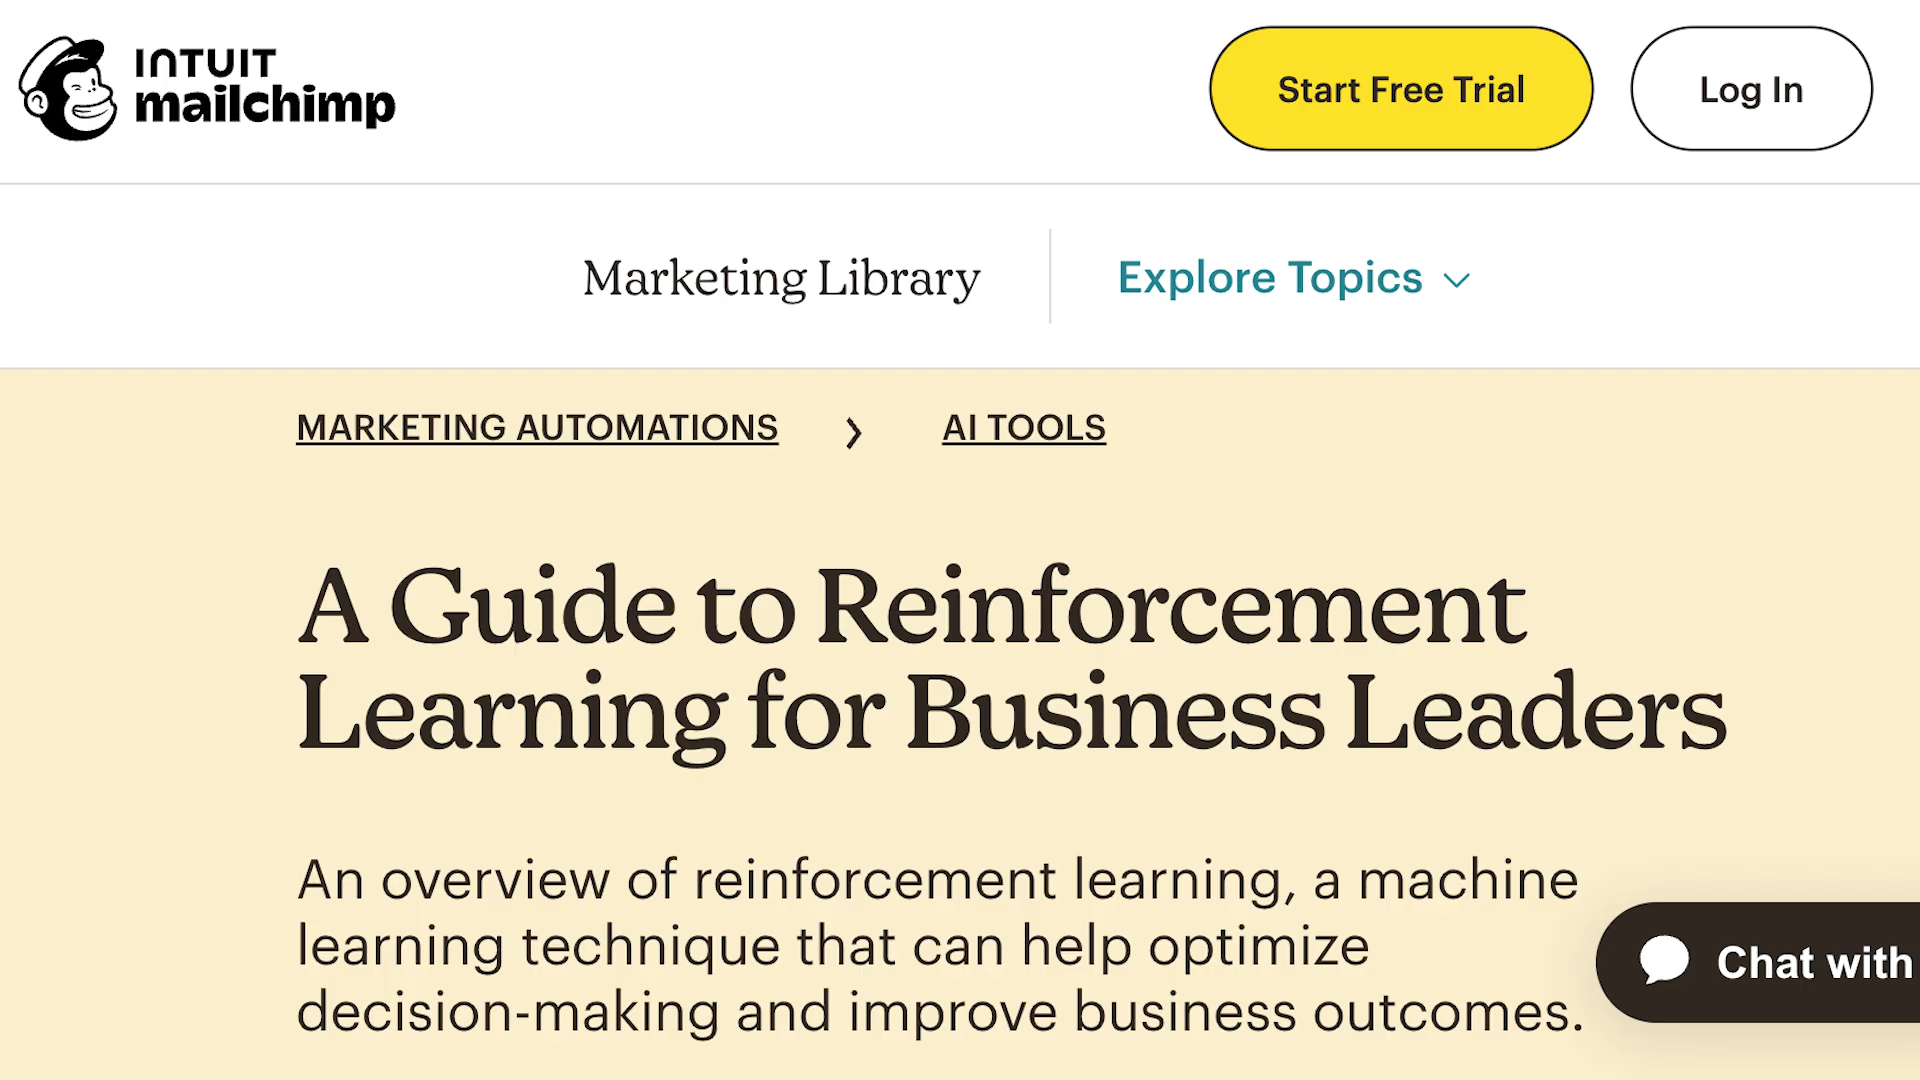 INTUIT
mailchimp
Start Free Trial
Log In
Marketing Library
Explore Topics
MARKETING AUTOMATIONS
AI TOOLS
A Guide to Reinforcement
Learning for Business Leaders
An overview of reinforcement learning, a machine
learning technique that can help optimize
decision-making and improve business outcomes.
Chat with